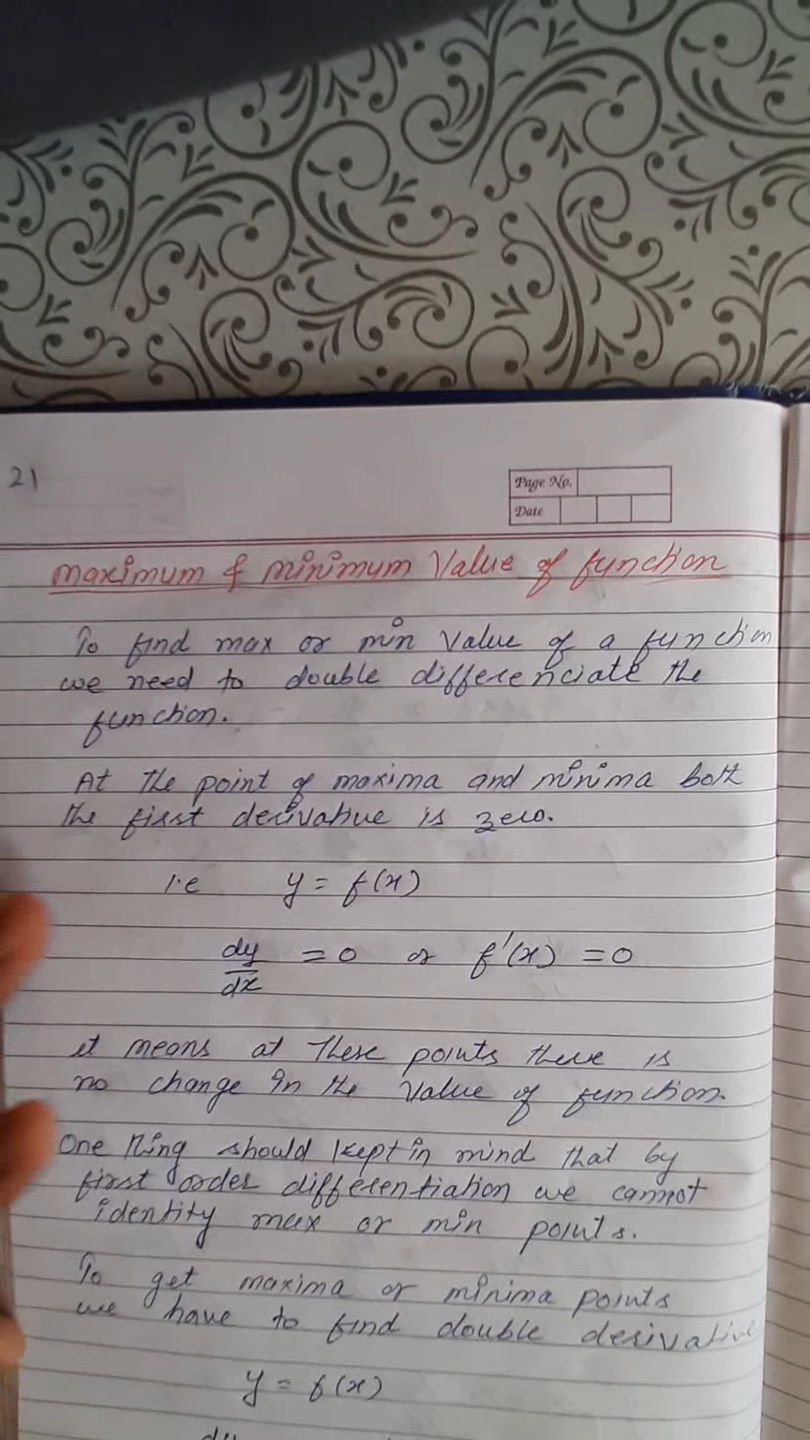 21
Page No.
Date
Maximum & minimum Value of function
To find max or min Value of a function
we need to double differenciate the
function.
At the point of maxima and minima both
the first derivative is zero.
i.e y = f(x)
dy/dx = 0 or f'(x) = 0
it means at these points there is
no change in the value of function.
One thing should kept in mind that by
first order differentiation we cannot
identity max or min points.
To get maxima or minima points
we have to find double derivative
y = f(x)
dy